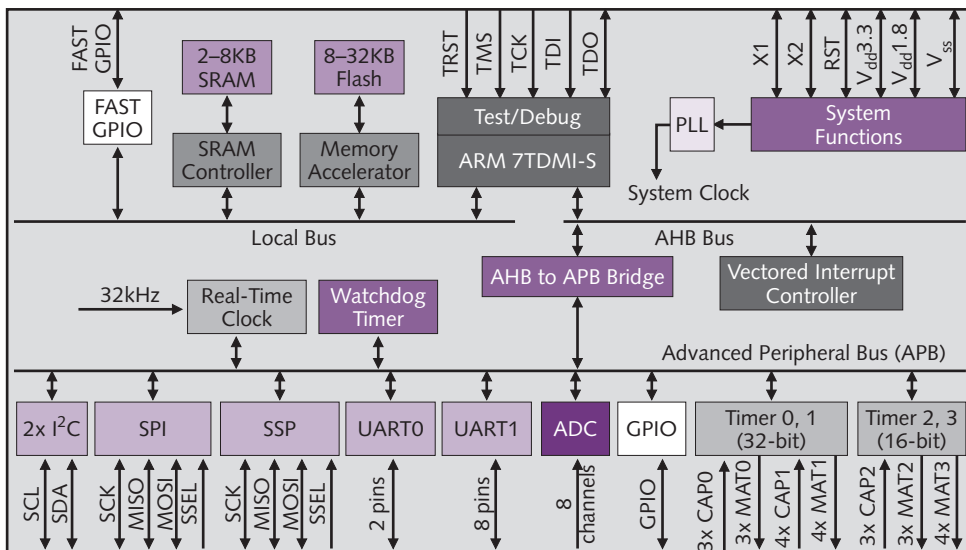 FAST
GPIO
FAST
GPIO
2–8KB
SRAM
SRAM
Controller
8–32KB
Flash
Memory
Accelerator
TRST
TMS
TCK
TDI
TDO
Test/Debug
ARM 7TDMI-S
X1
X2
RST
Vdd3.3
Vdd1.8
Vss
PLL
System
Functions
System Clock
Local Bus
AHB Bus
AHB to APB Bridge
Vectored Interrupt
Controller
32kHz
Real-Time
Clock
Watchdog
Timer
Advanced Peripheral Bus (APB)
2x I²C
SPI
SSP
UART0
UART1
ADC
GPIO
Timer 0, 1
(32-bit)
Timer 2, 3
(16-bit)
SCL
SDA
SCK
MISO
MOSI
SSEL
SCK
MISO
MOSI
SSEL
2 pins
8 pins
8
channels
GPIO
3x CAP0
3x MAT0
4x CAP1
4x MAT1
3x CAP2
3x MAT2
4x MAT3